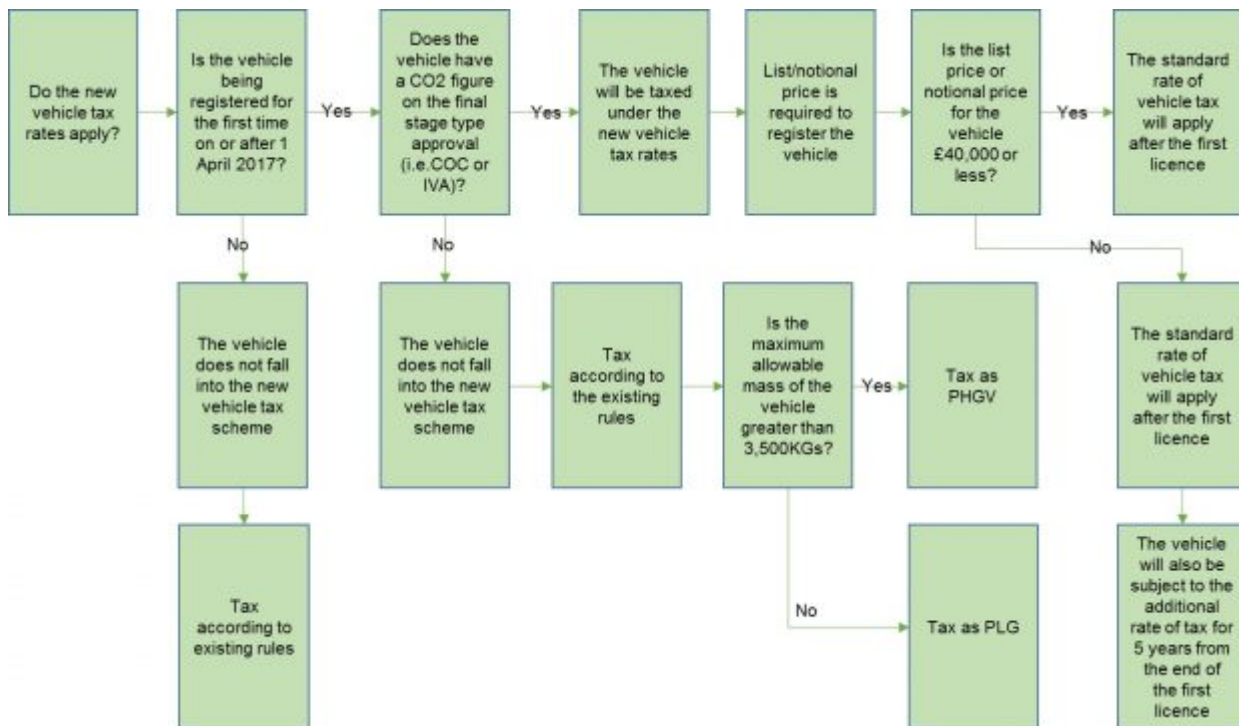 Do the new
vehicle tax
rates apply?
Is the vehicle
being
registered for
the first time
on or after 1
April 2017?
Yes
Does the
vehicle have
a CO2 figure
on the final
stage type
approval
(i.e.COC or
IVA)?
Yes
The vehicle
will be taxed
under the
new vehicle
tax rates
List/notional
price is
required to
register the
vehicle
Is the list
price or
notional price
for the
vehicle
£40,000 or
less?
Yes
The standard
rate of
vehicle tax
will apply
after the first
licence
No
No
No
The vehicle
does not fall
into the new
vehicle tax
scheme
The vehicle
does not fall
into the new
vehicle tax
scheme
Tax
according to
the existing
rules
Is the
maximum
allowable
mass of the
vehicle
greater than
3,500KGs?
Yes
Tax as
PHGV
The standard
rate of
vehicle tax
will apply
after the first
licence
Tax
according to
existing rules
No
Tax as PLG
The vehicle
will also be
subject to the
additional
rate of tax for
5 years from
the end of
the first
licence